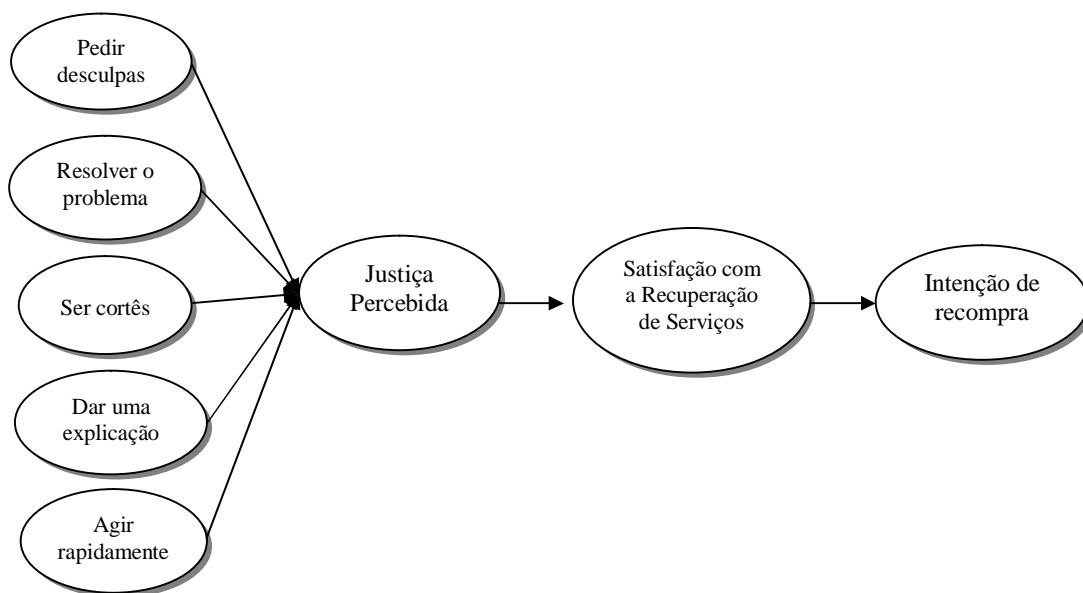 Pedir
desculpas
Resolver o
problema
Ser cortês
Dar uma
explicação
Agir
rapidamente
Justiça
Percebida
Satisfação com
a Recuperação
de Serviços
Intenção de
recompra